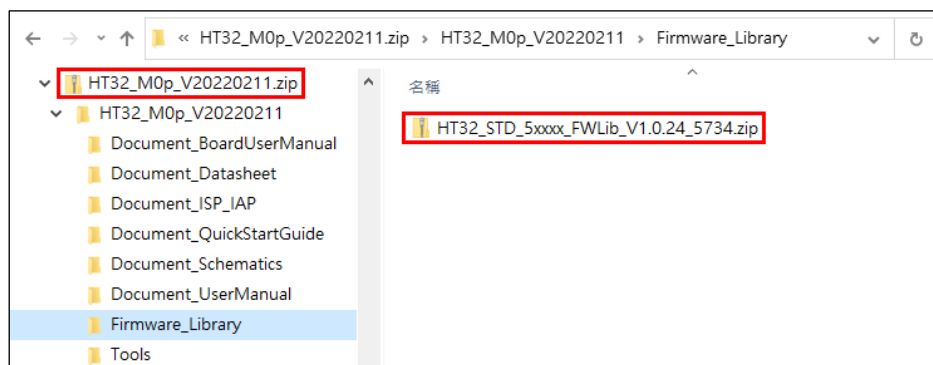 « HT32_M0p_V20220211.zip › HT32_M0p_V20220211 › Firmware_Library
HT32_M0p_V20220211.zip
HT32_M0p_V20220211
Document_BoardUserManual
Document_Datasheet
Document_ISP_IAP
Document_QuickStartGuide
Document_Schematics
Document_UserManual
Firmware_Library
Tools
名稱
HT32_STD_5xxxx_FWLib_V1.0.24_5734.zip